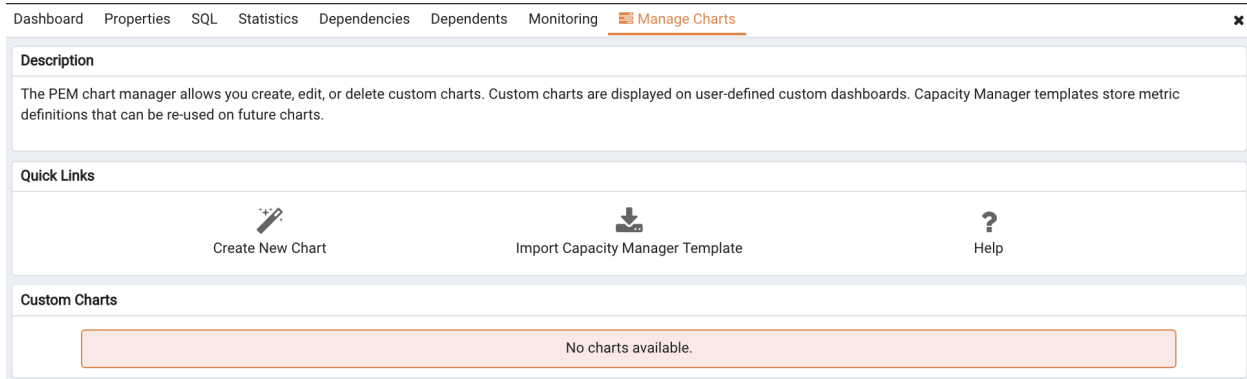 Dashboard Properties SQL Statistics Dependencies Dependents Monitoring Manage Charts
Description
The PEM chart manager allows you create, edit, or delete custom charts. Custom charts are displayed on user-defined custom dashboards. Capacity Manager templates store metric
definitions that can be re-used on future charts.
Quick Links
Create New Chart Import Capacity Manager Template Help
Custom Charts
No charts available.